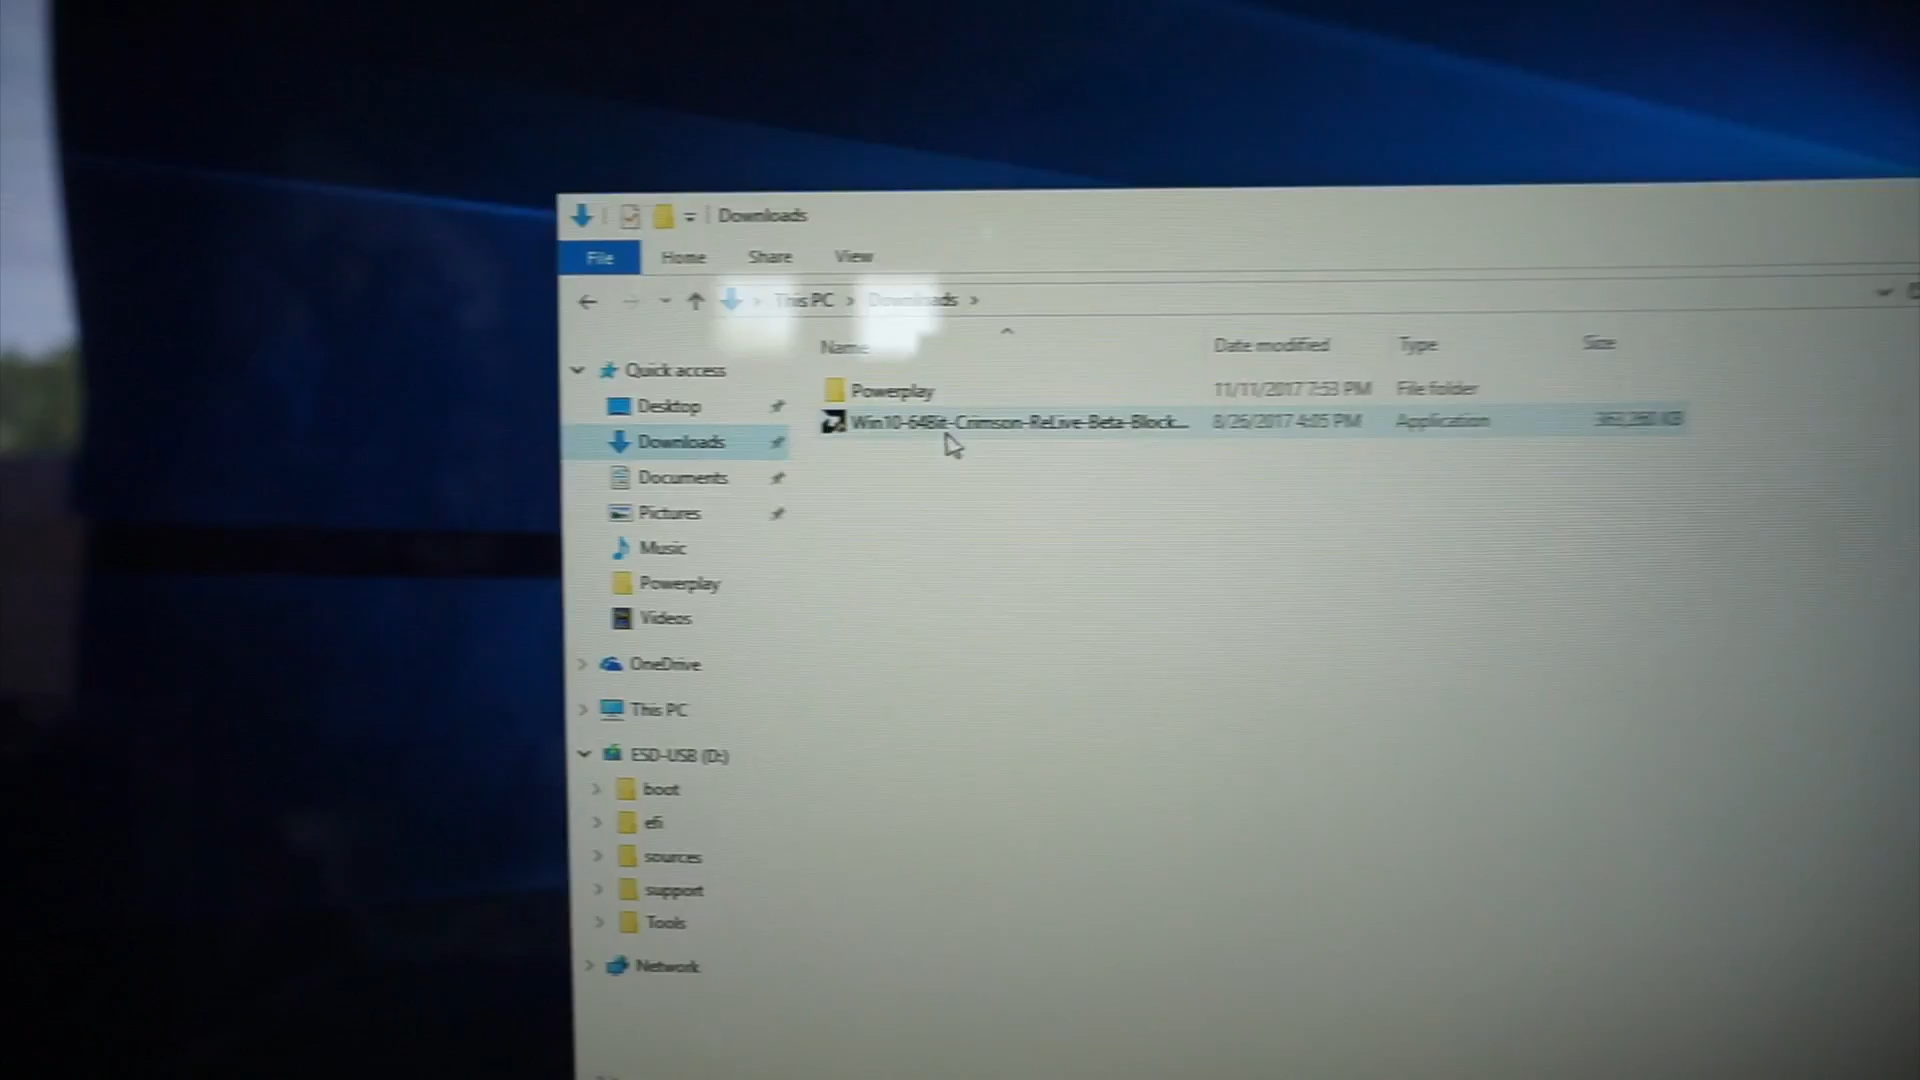 Downloads
File Home Share View
This PC > Downloads >
Name Date modified Type Size
Quick access
Powerplay 11/11/2017 7:53 PM File folder
Desktop
Win10-64Bit-Crimson-ReLive-Beta-Block... 8/26/2017 4:05 PM Application
Downloads
Documents
Pictures
Music
Powerplay
Videos
OneDrive
This PC
ESD-USB (D:)
boot
efi
sources
support
Tools
Network